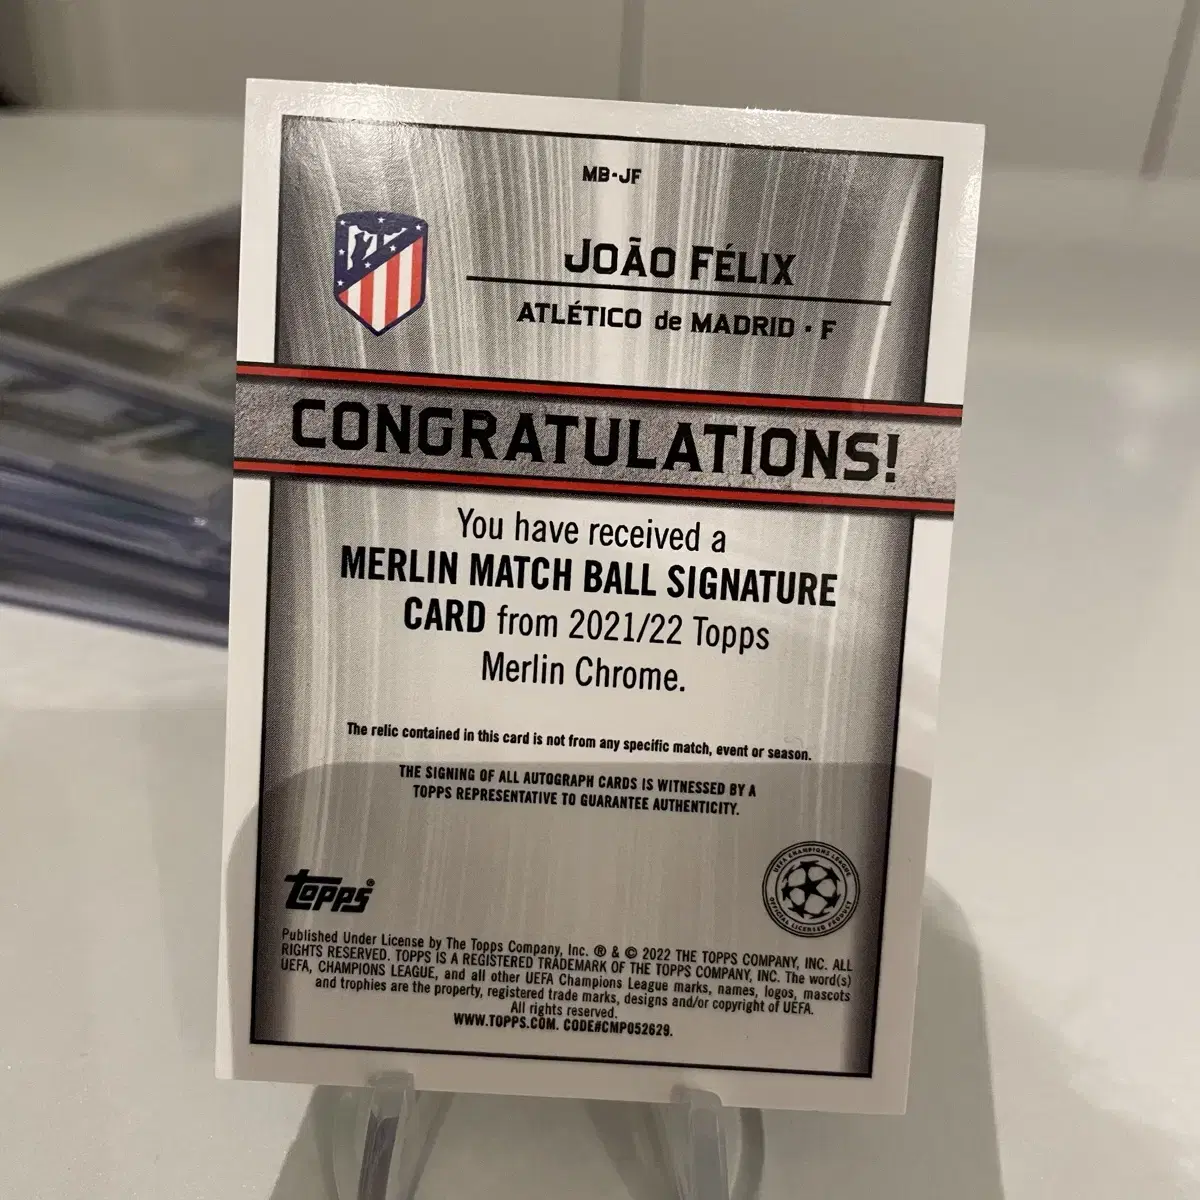 MB-JF
JOÃO FÉLIX
ATLÉTICO de MADRID · F
CONGRATULATIONS!
You have received a
MERLIN MATCH BALL SIGNATURE
CARD from 2021/22 Topps
Merlin Chrome.
The relic contained in this card is not from any specific match, event or season.
THE SIGNING OF ALL AUTOGRAPH CARDS IS WITNESSED BY A
TOPPS REPRESENTATIVE TO GUARANTEE AUTHENTICITY.
topps®
UEFA CHAMPIONS LEAGUE
OFFICIAL LICENSED PRODUCT
Published Under License by The Topps Company, Inc. ® & © 2022 THE TOPPS COMPANY, INC. ALL
RIGHTS RESERVED. TOPPS IS A REGISTERED TRADEMARK OF THE TOPPS COMPANY, INC. The word(s)
UEFA, CHAMPIONS LEAGUE, and all other UEFA Champions League marks, names, logos, mascots
and trophies are the property, registered trade marks, designs and/or copyright of UEFA.
All rights reserved.
WWW.TOPPS.COM. CODE#CMP052629.